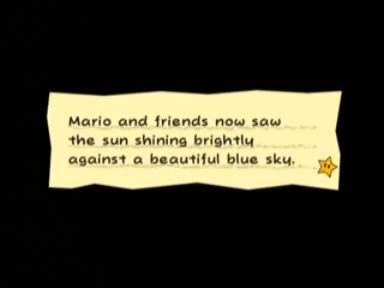 Mario and friends now saw
the sun shining brightly
against a beautiful blue sky.